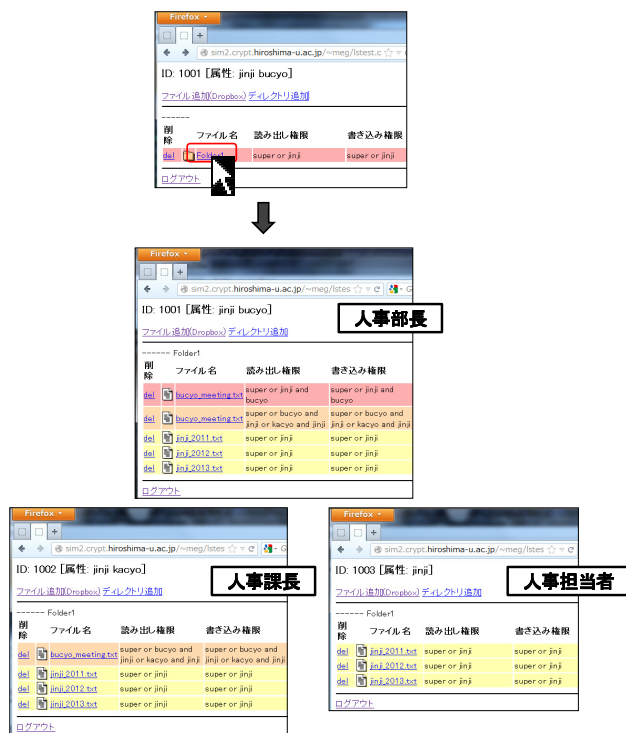 Firefox
sim2.crypt.hiroshima-u.ac.jp/~meg/lstest.c
ID: 1001 [属性: jinji bucyo]
ファイル追加(Dropbox) ディレクトリ追加
------
削除 ファイル名 読み出し権限 書き込み権限
del Folder1 super or jinji super or jinji
ログアウト
Firefox
sim2.crypt.hiroshima-u.ac.jp/~meg/lstes
ID: 1001 [属性: jinji bucyo]
人事部長
ファイル追加(Dropbox) ディレクトリ追加
------ Folder1
削除 ファイル名 読み出し権限 書き込み権限
del bucyo_meeting.txt super or jinji and bucyo super or jinji and bucyo
del bucyo_meeting.txt super or bucyo and jinji or kacyo and jinji super or bucyo and jinji or kacyo and jinji
del jinji_2011.txt super or jinji super or jinji
del jinji_2012.txt super or jinji super or jinji
del jinji_2013.txt super or jinji super or jinji
ログアウト
Firefox
sim2.crypt.hiroshima-u.ac.jp/~meg/lstes
ID: 1002 [属性: jinji kacyo]
人事課長
ファイル追加(Dropbox) ディレクトリ追加
------ Folder1
削除 ファイル名 読み出し権限 書き込み権限
del bucyo_meeting.txt super or bucyo and jinji or kacyo and jinji super or bucyo and jinji or kacyo and jinji
del jinji_2011.txt super or jinji super or jinji
del jinji_2012.txt super or jinji super or jinji
del jinji_2013.txt super or jinji super or jinji
ログアウト
Firefox
sim2.crypt.hiroshima-u.ac.jp/~meg/lstes
ID: 1003 [属性: jinji]
人事担当者
ファイル追加(Dropbox) ディレクトリ追加
------ Folder1
削除 ファイル名 読み出し権限 書き込み権限
del jinji_2011.txt super or jinji super or jinji
del jinji_2012.txt super or jinji super or jinji
del jinji_2013.txt super or jinji super or jinji
ログアウト